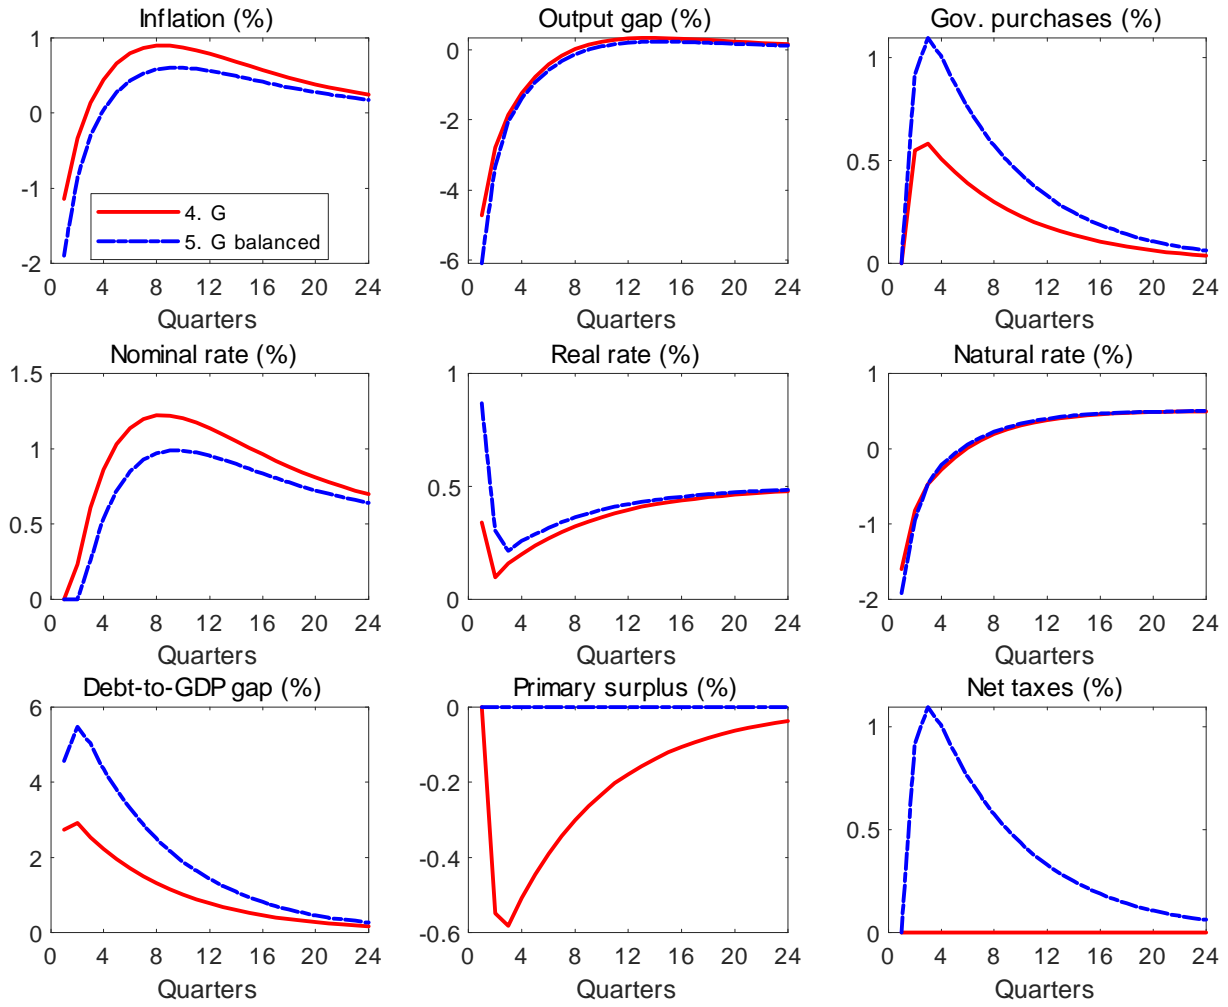 Inflation (%)
Output gap (%)
Gov. purchases (%)
1
0
-1
-2
4. G
5. G balanced
0 4 8 12 16 20 24
Quarters
0
-2
-4
-6
0 4 8 12 16 20 24
Quarters
1
0.5
0
0 4 8 12 16 20 24
Quarters
Nominal rate (%)
Real rate (%)
Natural rate (%)
1.5
1
0.5
0
0 4 8 12 16 20 24
Quarters
1
0.5
0
0 4 8 12 16 20 24
Quarters
1
0
-1
-2
0 4 8 12 16 20 24
Quarters
Debt-to-GDP gap (%)
Primary surplus (%)
Net taxes (%)
6
4
2
0
0 4 8 12 16 20 24
Quarters
0
-0.2
-0.4
-0.6
0 4 8 12 16 20 24
Quarters
1
0.5
0
0 4 8 12 16 20 24
Quarters